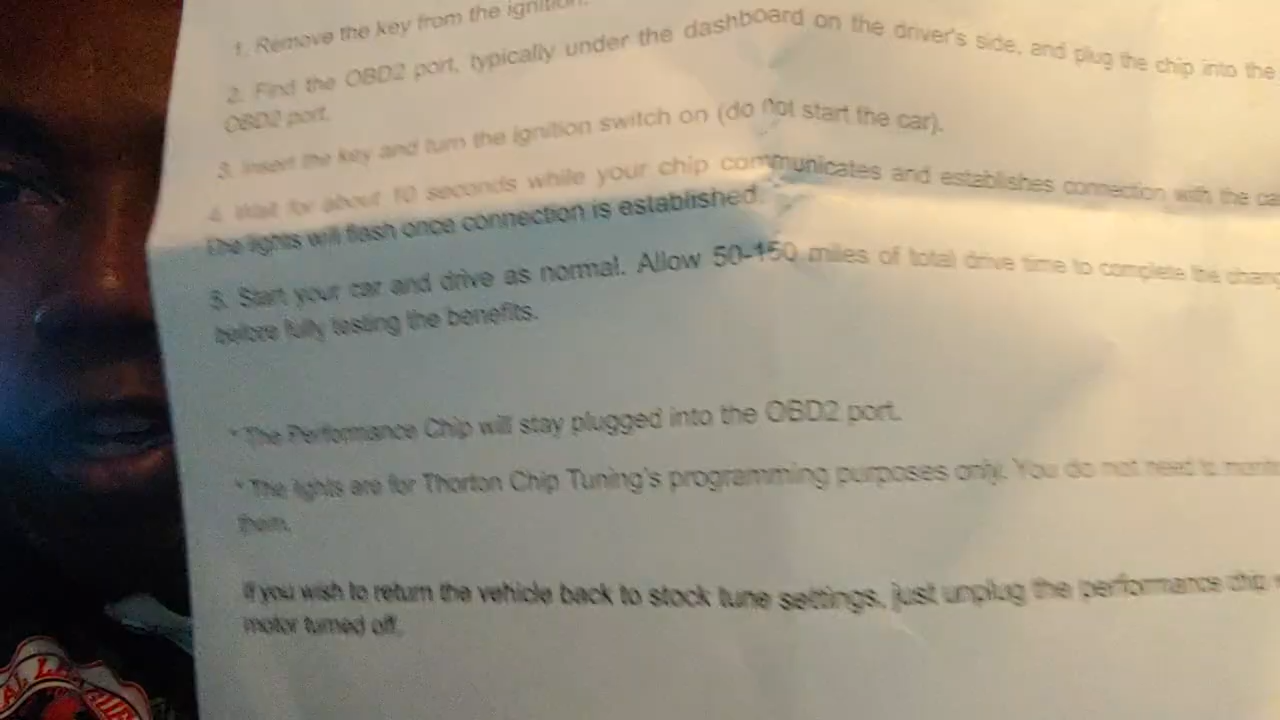 1. Remove the key from the ignition.
2. Find the OBD2 port, typically under the dashboard on the driver's side, and plug the chip into the
OBD2 port.
3. Insert the key and turn the ignition switch on (do not start the car).
4. Wait for about 10 seconds while your chip communicates and establishes connection with the
The lights will flash once connection is established.
5. Start your car and drive as normal. Allow 50-150 miles of total drive time to complete the
before fully testing the benefits.
* The Performance Chip will stay plugged into the OBD2 port.
* The lights are for Thorton Chip Tuning's programming purposes only. You do not need to
them.
If you wish to return the vehicle back to stock tune settings, just unplug the performance chip
motor turned off.